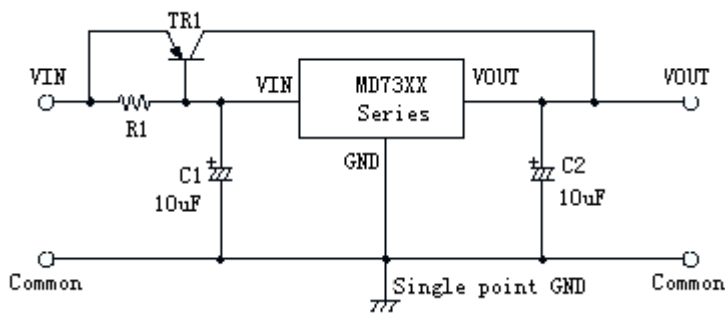 TR1
VIN
VIN
MD73XX
Series
VOUT
VOUT
R1
GND
C1
10uF
C2
10uF
Common
Single point GND
Common